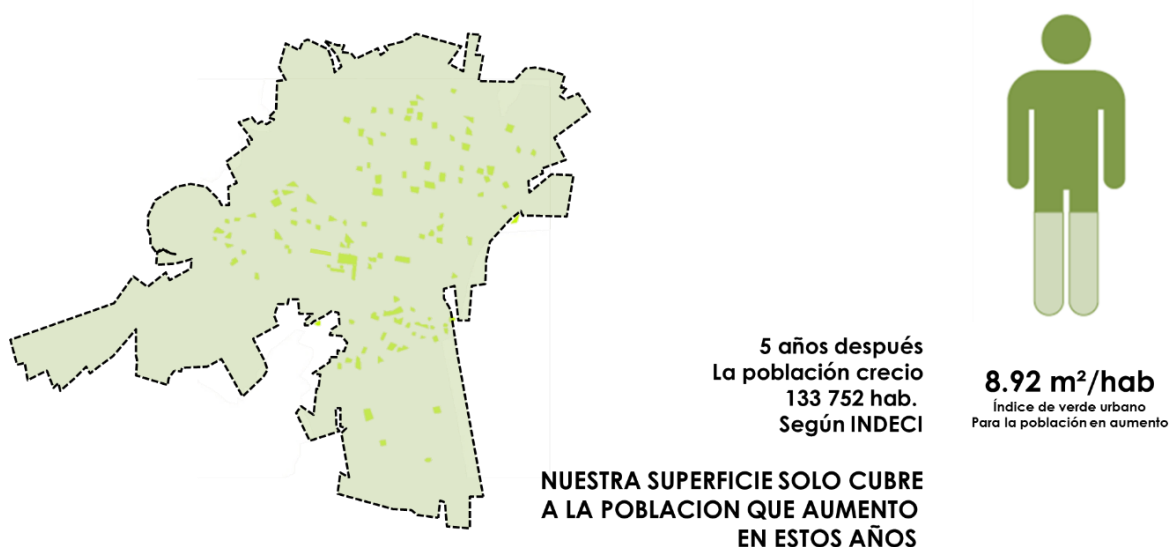 5 años después
La población crecio
133 752 hab.
Según INDECI
8.92 m²/hab
Índice de verde urbano
Para la población en aumento
NUESTRA SUPERFICIE SOLO CUBRE
A LA POBLACION QUE AUMENTO
EN ESTOS AÑOS